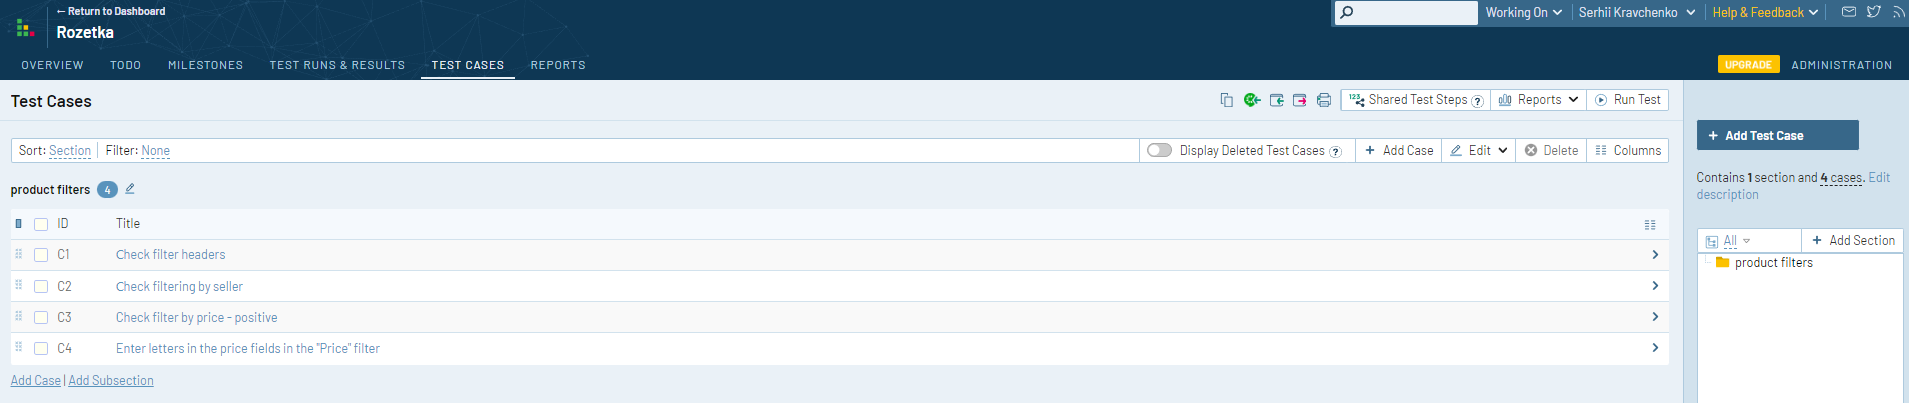 ← Return to Dashboard
Rozetka
Working On
Serhii Kravchenko
Help & Feedback
OVERVIEW TODO MILESTONES TEST RUNS & RESULTS TEST CASES REPORTS
UPGRADE ADMINISTRATION
Test Cases
123 Shared Test Steps ? Reports Run Test
Sort: Section Filter: None
Display Deleted Test Cases ? + Add Case Edit Delete Columns
product filters 4
ID Title
C1 Check filter headers
C2 Check filtering by seller
C3 Check filter by price - positive
C4 Enter letters in the price fields in the "Price" filter
Add Case | Add Subsection
+ Add Test Case
Contains 1 section and 4 cases. Edit
description
All + Add Section
product filters